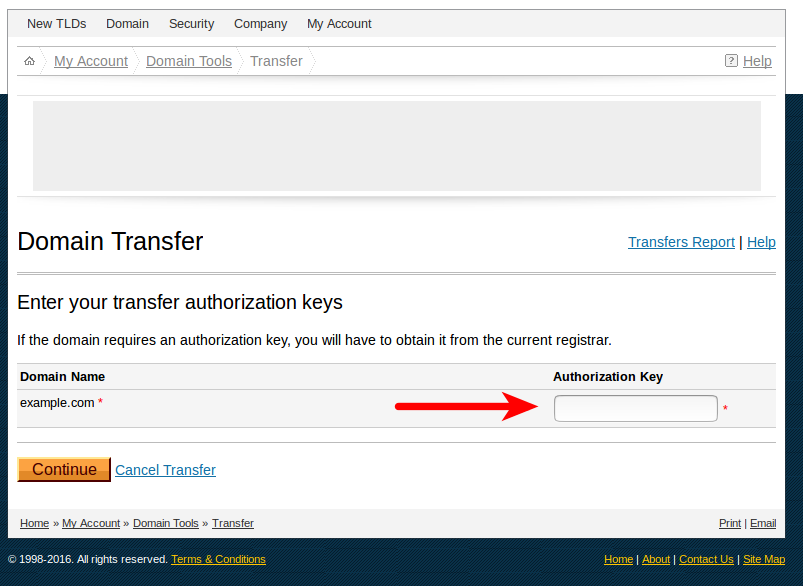 New TLDs Domain Security Company My Account
My Account Domain Tools Transfer ? Help
Domain Transfer Transfers Report | Help
Enter your transfer authorization keys
If the domain requires an authorization key, you will have to obtain it from the current registrar.
Domain Name Authorization Key
example.com * *
Continue Cancel Transfer
Home » My Account » Domain Tools » Transfer Print | Email
© 1998-2016. All rights reserved. Terms & Conditions Home | About | Contact Us | Site Map